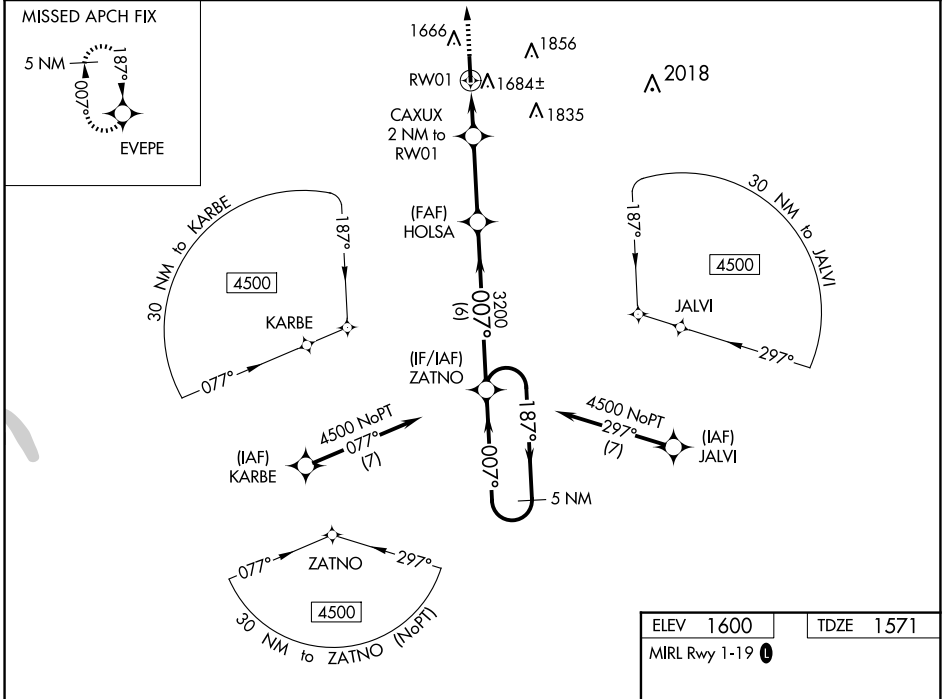 MISSED APCH FIX
5 NM
187°
007°
EVEPE
1666
1856
RW01
1684±
2018
1835
CAXUX
2 NM to
RW01
(FAF)
HOLSA
30 NM to KARBE
187°
4500
KARBE
077°
30 NM to JALVI
187°
4500
JALVI
297°
3200
007°
(6)
(IF/IAF)
ZATNO
187°
007°
5 NM
4500 NoPT
077°
(7)
(IAF)
KARBE
4500 NoPT
297°
(7)
(IAF)
JALVI
077°
297°
ZATNO
4500
30 NM to ZATNO (NoPT)
ELEV 1600
TDZE 1571
MIRL Rwy 1-19 L